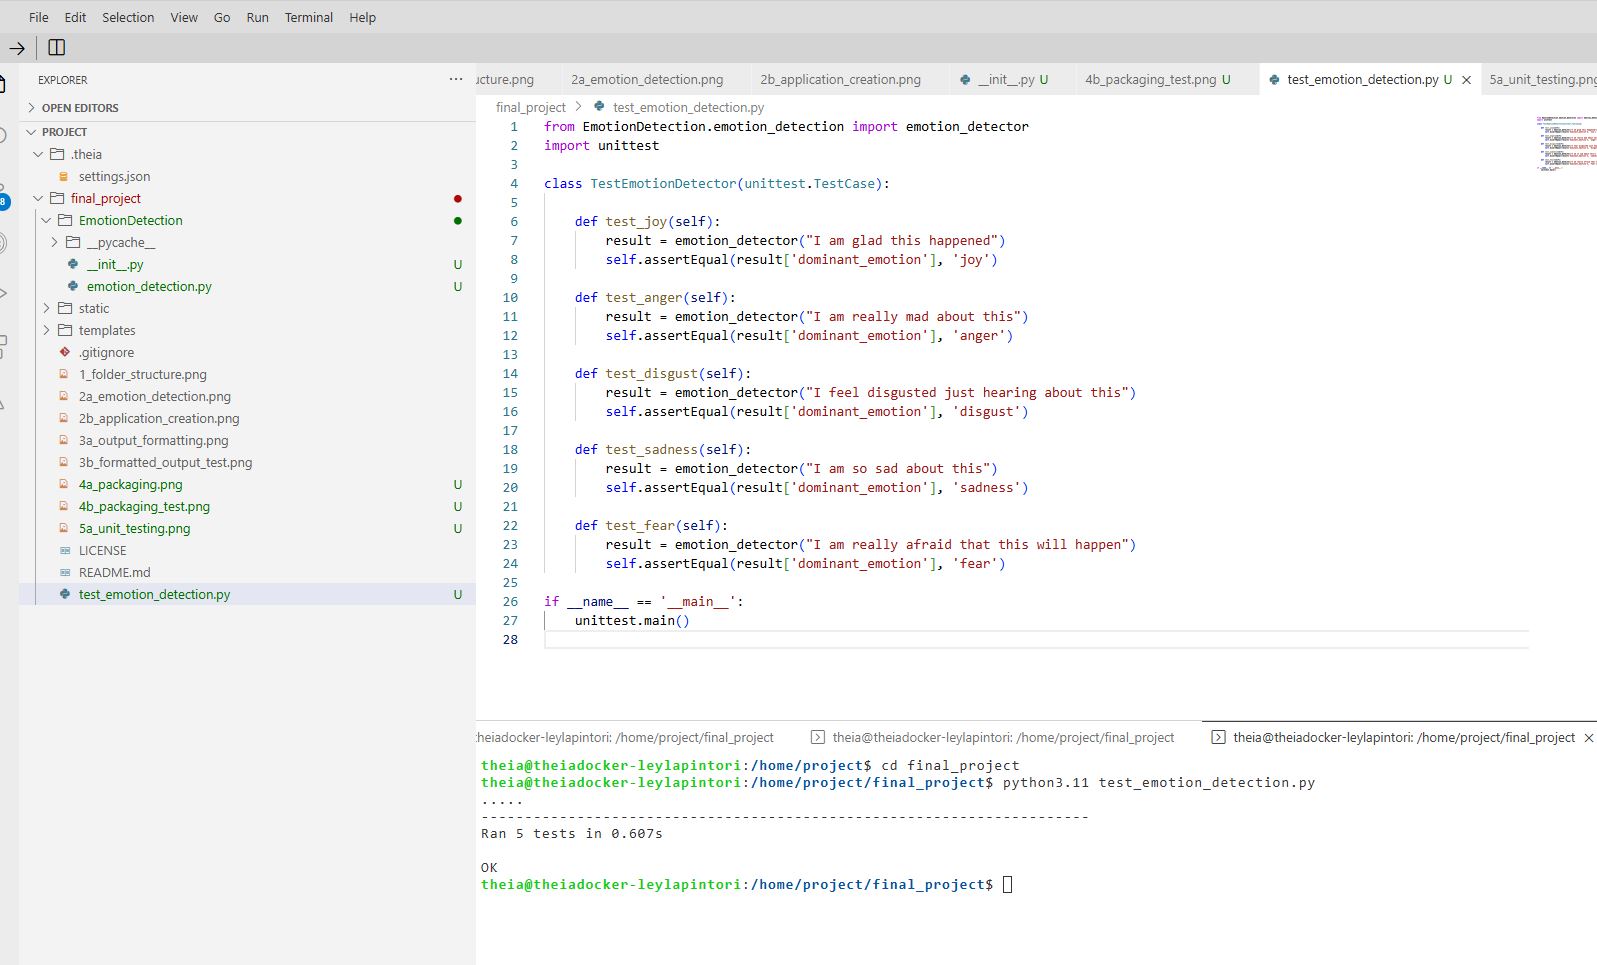 File Edit Selection View Go Run Terminal Help
EXPLORER
OPEN EDITORS
PROJECT
.theia
settings.json
final_project
EmotionDetection
__pycache__
__init__.py U
emotion_detection.py U
static
templates
.gitignore
1_folder_structure.png
2a_emotion_detection.png
2b_application_creation.png
3a_output_formatting.png
3b_formatted_output_test.png
4a_packaging.png U
4b_packaging_test.png U
5a_unit_testing.png U
LICENSE
README.md
test_emotion_detection.py U
8
ucture.png 2a_emotion_detection.png 2b_application_creation.png __init__.py U 4b_packaging_test.png U test_emotion_detection.py U 5a_unit_testing.png
final_project > test_emotion_detection.py
1 from EmotionDetection.emotion_detection import emotion_detector
2 import unittest
3
4 class TestEmotionDetector(unittest.TestCase):
5
6     def test_joy(self):
7         result = emotion_detector("I am glad this happened")
8         self.assertEqual(result['dominant_emotion'], 'joy')
9
10     def test_anger(self):
11         result = emotion_detector("I am really mad about this")
12         self.assertEqual(result['dominant_emotion'], 'anger')
13
14     def test_disgust(self):
15         result = emotion_detector("I feel disgusted just hearing about this")
16         self.assertEqual(result['dominant_emotion'], 'disgust')
17
18     def test_sadness(self):
19         result = emotion_detector("I am so sad about this")
20         self.assertEqual(result['dominant_emotion'], 'sadness')
21
22     def test_fear(self):
23         result = emotion_detector("I am really afraid that this will happen")
24         self.assertEqual(result['dominant_emotion'], 'fear')
25
26 if __name__ == '__main__':
27     unittest.main()
28
heiadocker-leylapintori: /home/project/final_project theia@theiadocker-leylapintori: /home/project/final_project theia@theiadocker-leylapintori: /home/project/final_project
theia@theiadocker-leylapintori:/home/project$ cd final_project
theia@theiadocker-leylapintori:/home/project/final_project$ python3.11 test_emotion_detection.py
.....
----------------------------------------------------------------------
Ran 5 tests in 0.607s

OK
theia@theiadocker-leylapintori:/home/project/final_project$